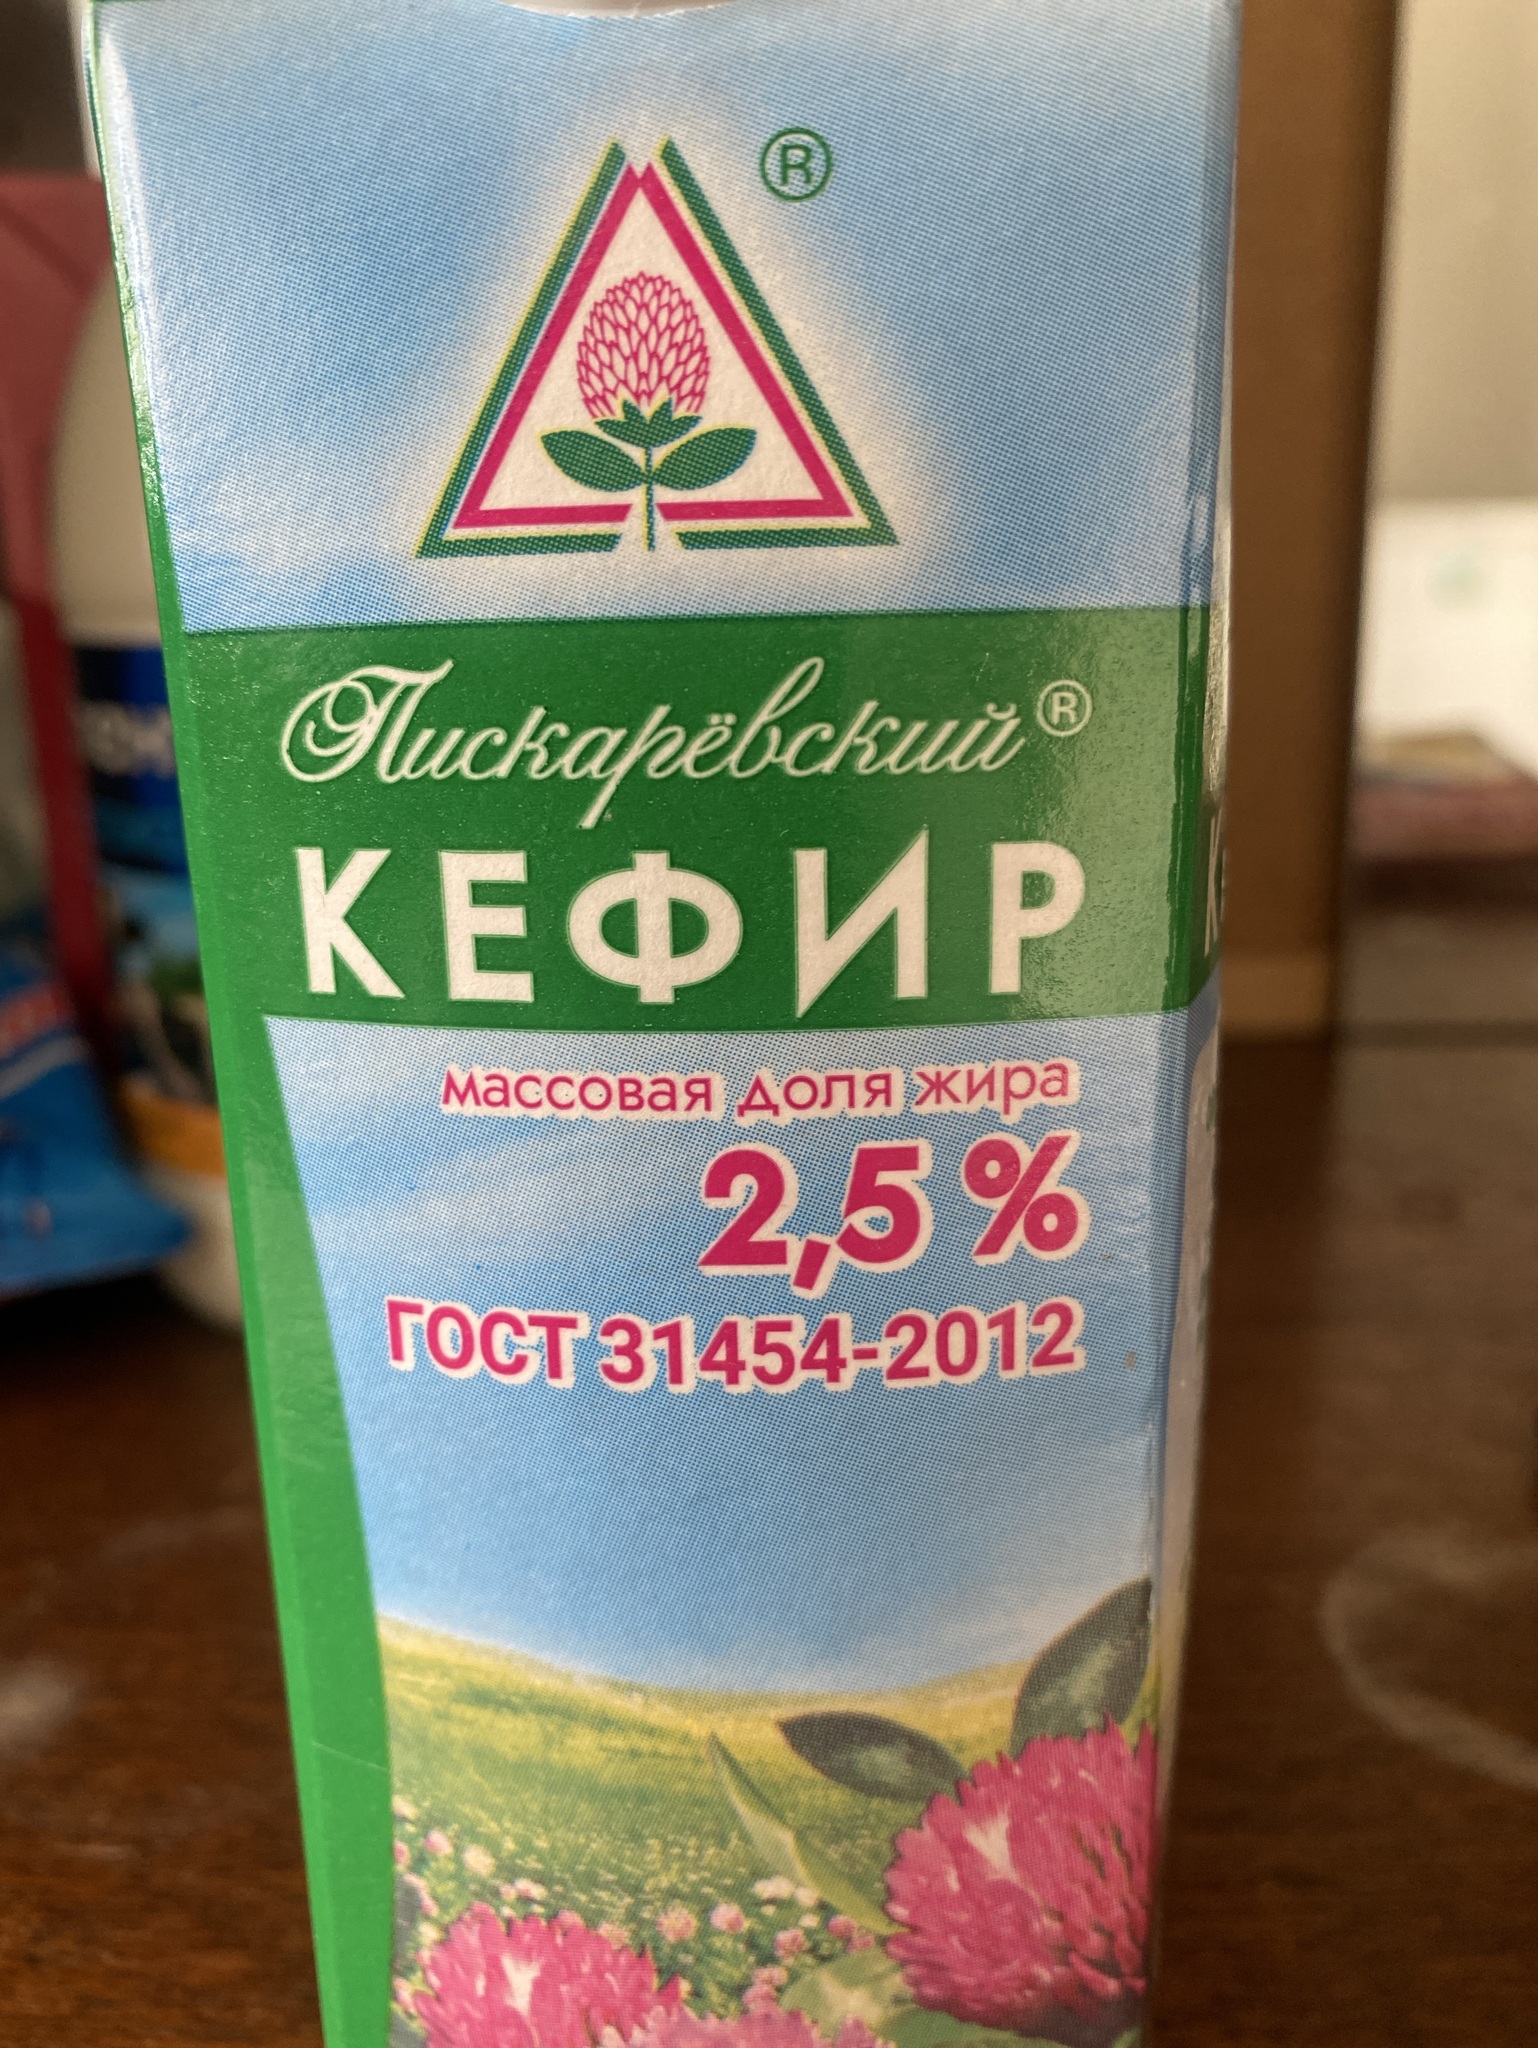 ®
Пискарёвский®
КЕФИР
массовая доля жира
2,5 %
ГОСТ 31454-2012